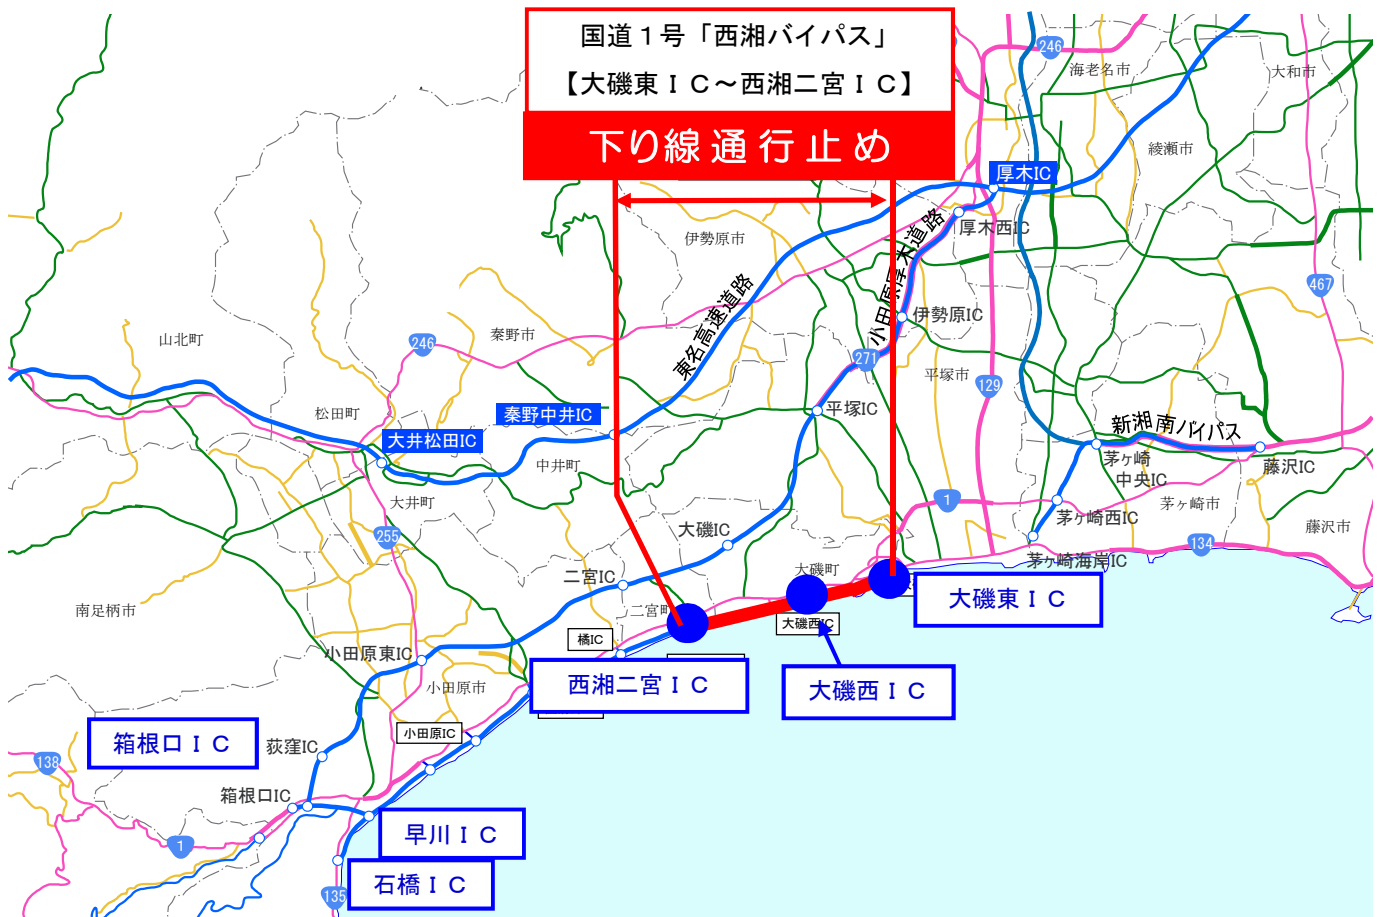 国道１号「西湘バイパス」
【大磯東ＩＣ～西湘二宮ＩＣ】
下り線通行止め
246
海老名市
大和市
綾瀬市
厚木IC
厚木西IC
伊勢原市
小田原厚木道路
東名高速道路
467
伊勢原IC
山北町
246
秦野市
271
平塚市
129
松田町
秦野中井IC
平塚IC
新湘南バイパス
大井松田IC
中井町
茅ヶ崎
中央IC
藤沢IC
大井町
1
茅ヶ崎西IC
茅ヶ崎市
藤沢市
255
大磯IC
134
茅ヶ崎海岸IC
大磯町
二宮IC
大磯東ＩＣ
南足柄市
二宮町
大磯西IC
橘IC
小田原東IC
西湘二宮ＩＣ
大磯西ＩＣ
小田原市
箱根口ＩＣ
荻窪IC
小田原IC
138
箱根口IC
早川ＩＣ
1
石橋ＩＣ
135